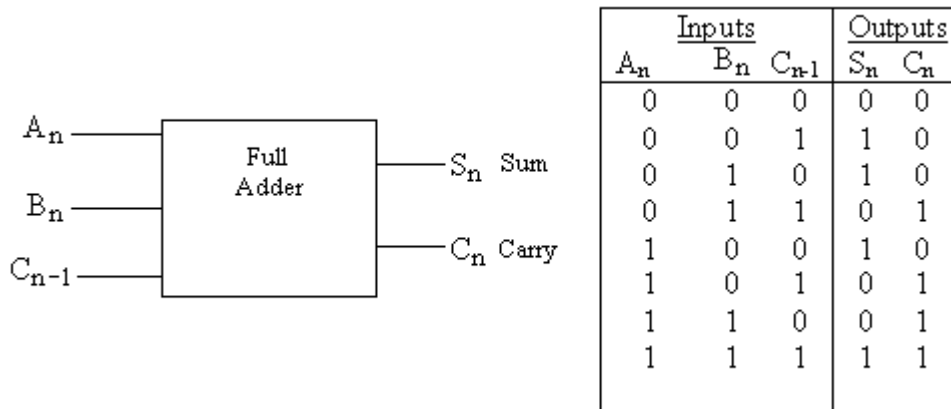 A_n
B_n
C_{n-1}
Full
Adder
S_n Sum
C_n Carry
Inputs Outputs
A_n B_n C_{n-1} S_n C_n
0 0 0 0 0
0 0 1 1 0
0 1 0 1 0
0 1 1 0 1
1 0 0 1 0
1 0 1 0 1
1 1 0 0 1
1 1 1 1 1